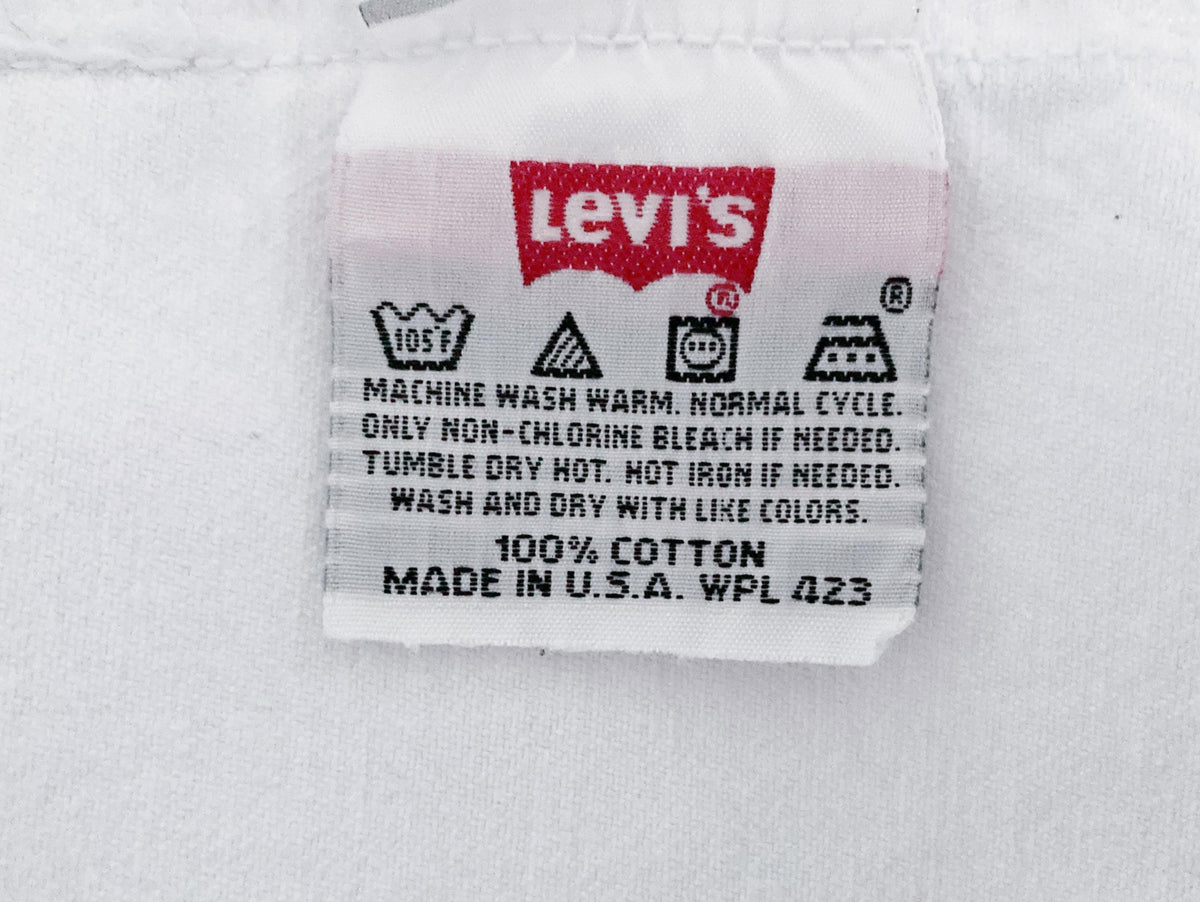 Levi's
®
®
105°F
MACHINE WASH WARM. NORMAL CYCLE.
ONLY NON-CHLORINE BLEACH IF NEEDED.
TUMBLE DRY HOT. HOT IRON IF NEEDED.
WASH AND DRY WITH LIKE COLORS.
100% COTTON
MADE IN U.S.A. WPL 423